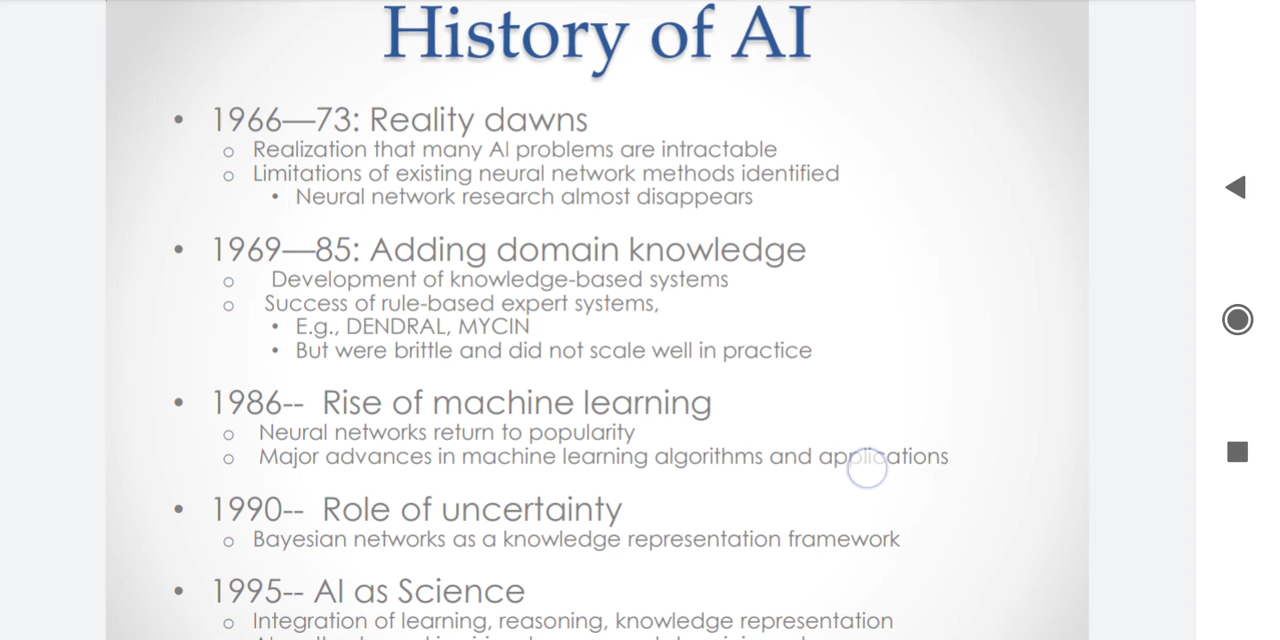 History of AI
• 1966—73: Reality dawns
o Realization that many AI problems are intractable
o Limitations of existing neural network methods identified
• Neural network research almost disappears
• 1969—85: Adding domain knowledge
o Development of knowledge-based systems
o Success of rule-based expert systems,
• E.g., DENDRAL, MYCIN
• But were brittle and did not scale well in practice
• 1986-- Rise of machine learning
o Neural networks return to popularity
o Major advances in machine learning algorithms and applications
• 1990-- Role of uncertainty
o Bayesian networks as a knowledge representation framework
• 1995-- AI as Science
o Integration of learning, reasoning, knowledge representation